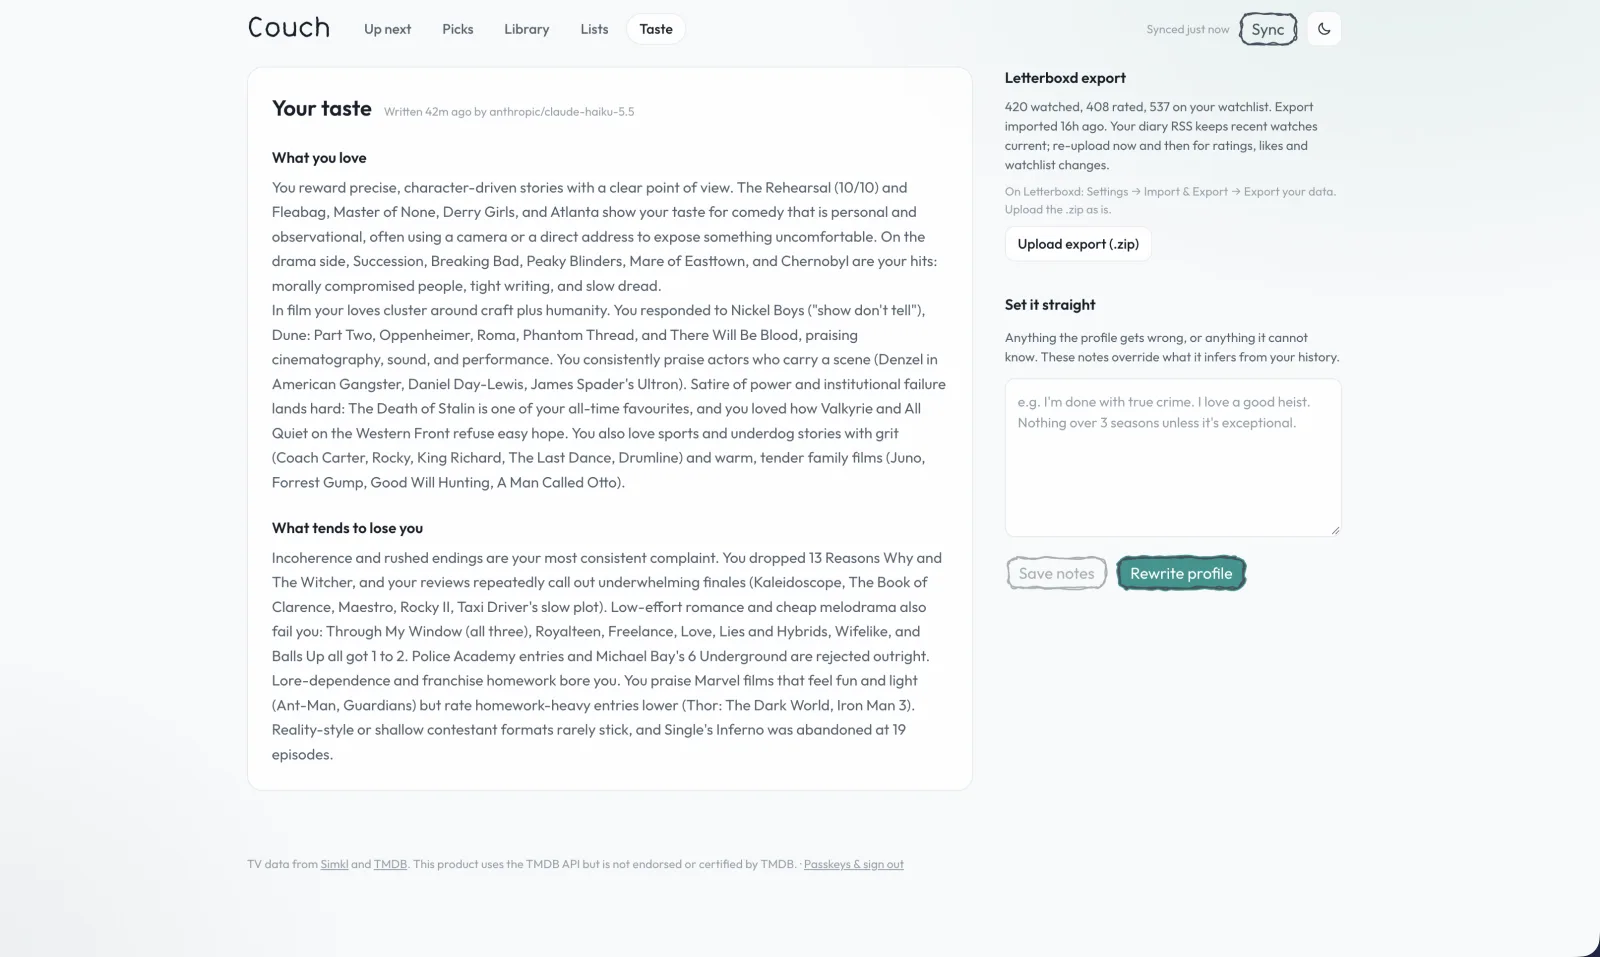 Couch
Up next
Picks
Library
Lists
Taste
Synced just now
Sync
Your taste
Written 42m ago by anthropic/claude-haiku-5.5
What you love
You reward precise, character-driven stories with a clear point of view. The Rehearsal (10/10) and
Fleabag, Master of None, Derry Girls, and Atlanta show your taste for comedy that is personal and
observational, often using a camera or a direct address to expose something uncomfortable. On the
drama side, Succession, Breaking Bad, Peaky Blinders, Mare of Easttown, and Chernobyl are your hits:
morally compromised people, tight writing, and slow dread.
In film your loves cluster around craft plus humanity. You responded to Nickel Boys ("show don't tell"),
Dune: Part Two, Oppenheimer, Roma, Phantom Thread, and There Will Be Blood, praising
cinematography, sound, and performance. You consistently praise actors who carry a scene (Denzel in
American Gangster, Daniel Day-Lewis, James Spader's Ultron). Satire of power and institutional failure
lands hard: The Death of Stalin is one of your all-time favourites, and you loved how Valkyrie and All
Quiet on the Western Front refuse easy hope. You also love sports and underdog stories with grit
(Coach Carter, Rocky, King Richard, The Last Dance, Drumline) and warm, tender family films (Juno,
Forrest Gump, Good Will Hunting, A Man Called Otto).
What tends to lose you
Incoherence and rushed endings are your most consistent complaint. You dropped 13 Reasons Why and
The Witcher, and your reviews repeatedly call out underwhelming finales (Kaleidoscope, The Book of
Clarence, Maestro, Rocky II, Taxi Driver's slow plot). Low-effort romance and cheap melodrama also
fail you: Through My Window (all three), Royalteen, Freelance, Love, Lies and Hybrids, Wifelike, and
Balls Up all got 1 to 2. Police Academy entries and Michael Bay's 6 Underground are rejected outright.
Lore-dependence and franchise homework bore you. You praise Marvel films that feel fun and light
(Ant-Man, Guardians) but rate homework-heavy entries lower (Thor: The Dark World, Iron Man 3).
Reality-style or shallow contestant formats rarely stick, and Single's Inferno was abandoned at 19
episodes.
Letterboxd export
420 watched, 408 rated, 537 on your watchlist. Export
imported 16h ago. Your diary RSS keeps recent watches
current; re-upload now and then for ratings, likes and
watchlist changes.
On Letterboxd: Settings → Import & Export → Export your data.
Upload the .zip as is.
Upload export (.zip)
Set it straight
Anything the profile gets wrong, or anything it cannot
know. These notes override what it infers from your history.
e.g. I'm done with true crime. I love a good heist.
Nothing over 3 seasons unless it's exceptional.
Save notes
Rewrite profile
TV data from Simkl and TMDB. This product uses the TMDB API but is not endorsed or certified by TMDB. · Passkeys & sign out